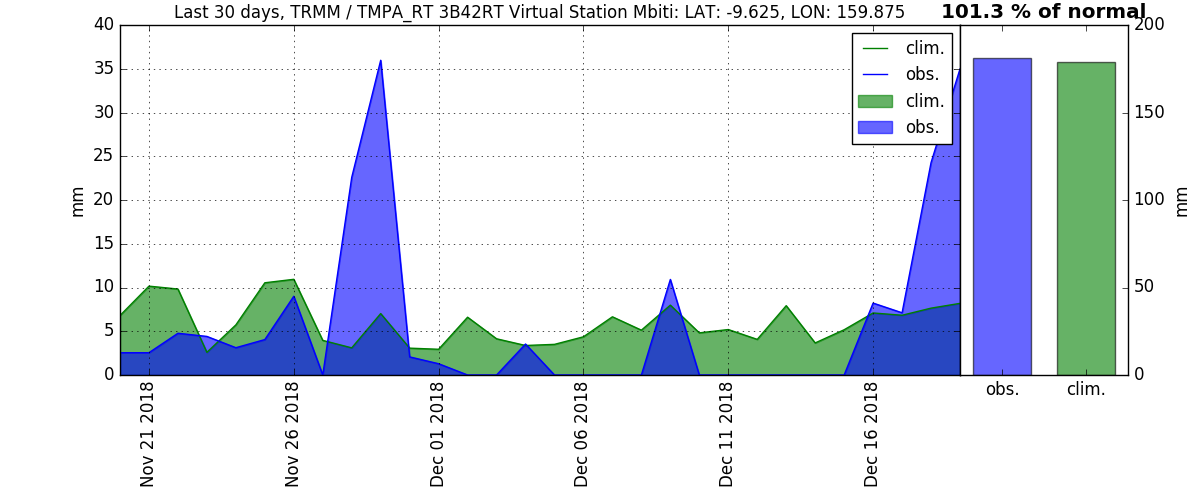 Last 30 days, TRMM / TMPA_RT 3B42RT Virtual Station Mbiti: LAT: -9.625, LON: 159.875
101.3 % of normal
40
35
30
25
20
15
10
5
0
mm
clim.
obs.
clim.
obs.
Nov 21 2018
Nov 26 2018
Dec 01 2018
Dec 06 2018
Dec 11 2018
Dec 16 2018
200
150
100
50
0
mm
obs.
clim.